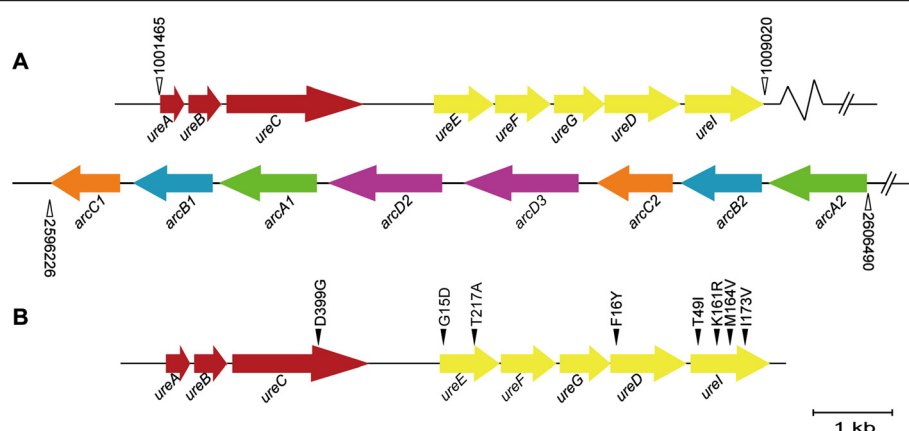 A
1001465
1009020
ureA
ureB
ureC
ureE
ureF
ureG
ureD
ureI
arcC1
arcB1
arcA1
arcD2
arcD3
arcC2
arcB2
arcA2
2596226
2606490
B
D399G
G15D
T217A
F16Y
T49I
K161R
M164V
I173V
ureA
ureB
ureC
ureE
ureF
ureG
ureD
ureI
1 kb